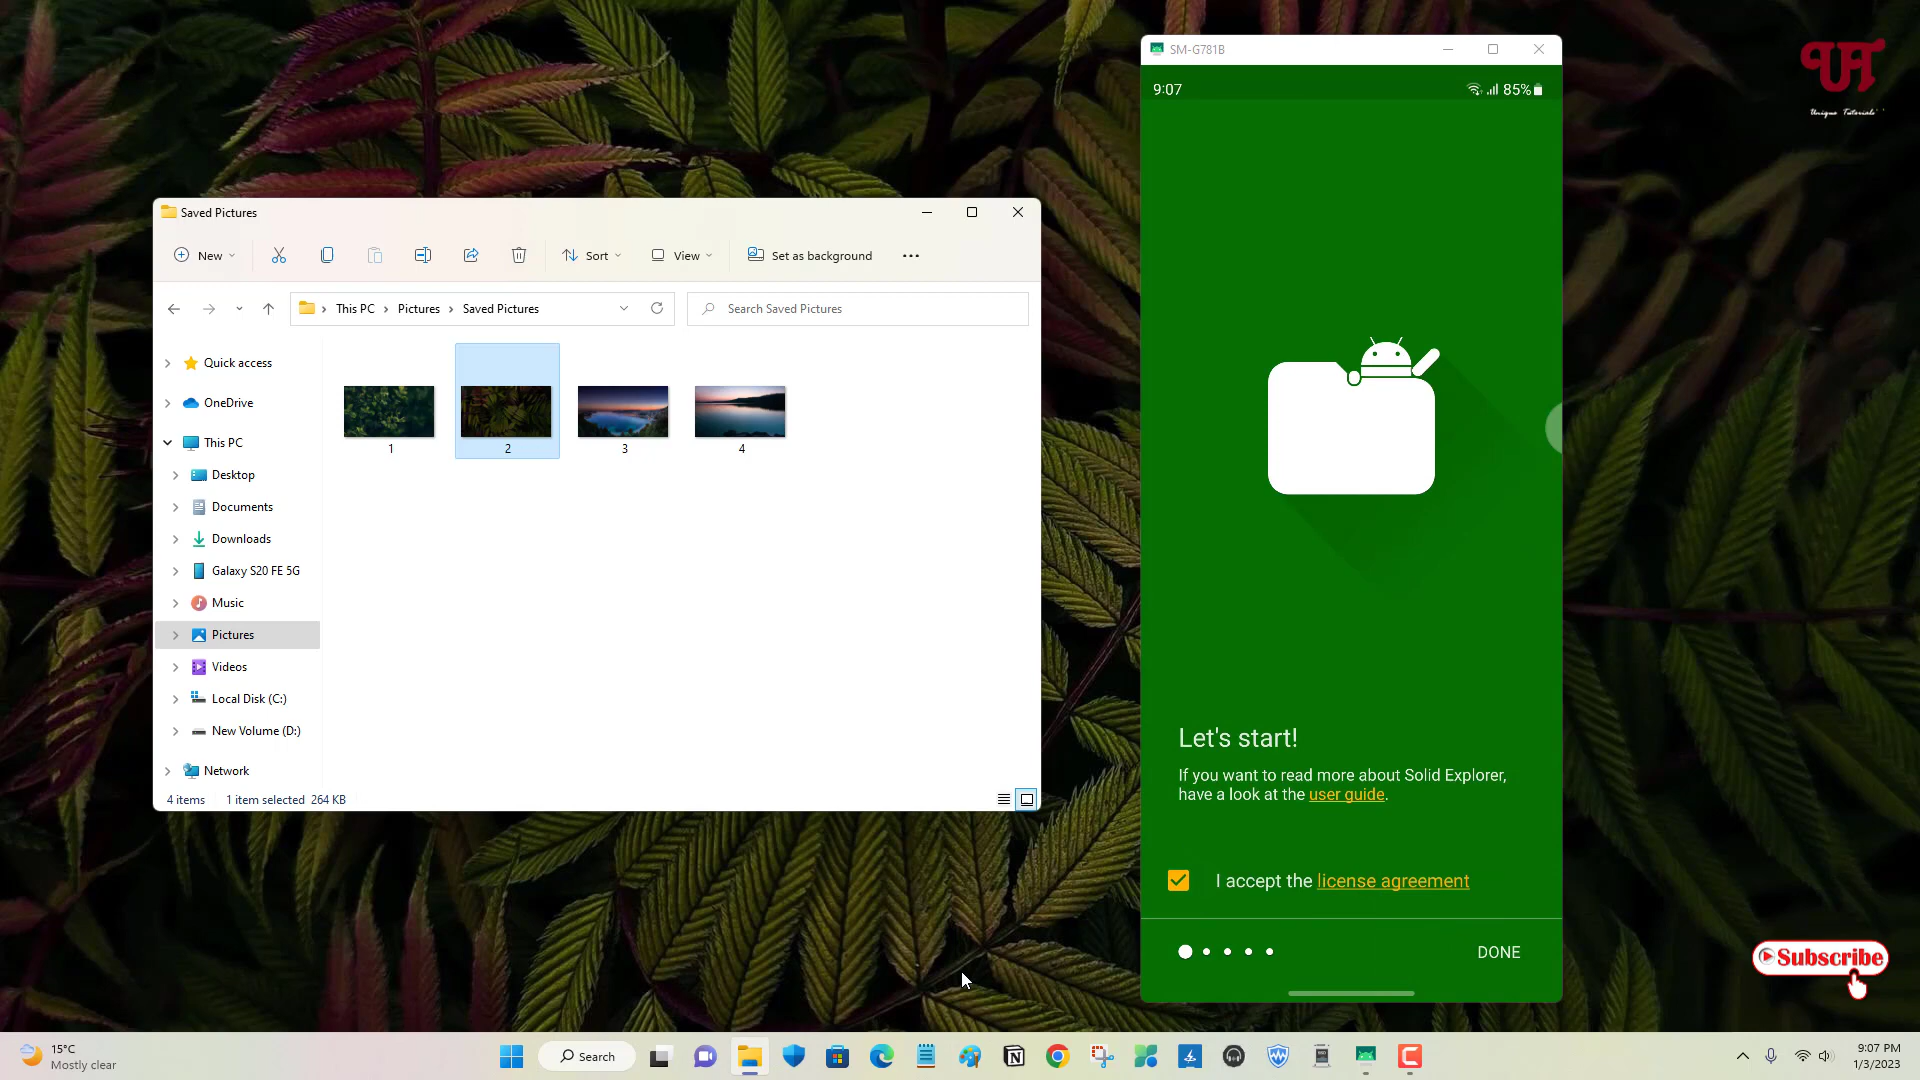 Saved Pictures
New
Sort
View
Set as background
This PC
Pictures
Saved Pictures
Search Saved Pictures
Quick access
OneDrive
This PC
Desktop
Documents
Downloads
Galaxy S20 FE 5G
Music
Pictures
Videos
Local Disk (C:)
New Volume (D:)
Network
1
2
3
4
4 items
1 item selected 264 KB
SM-G781B
9:07
85%
Let's start!
If you want to read more about Solid Explorer,
have a look at the user guide.
I accept the license agreement
DONE
UT
Unique Tutorials
Subscribe
15°C
Mostly clear
Search
9:07 PM
1/3/2023